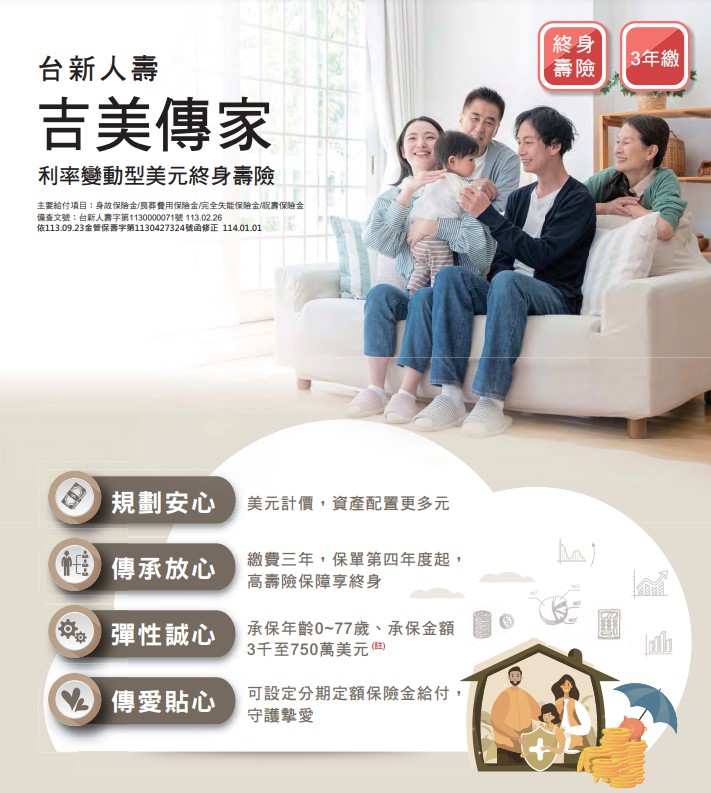 台新人壽
吉美傳家
利率變動型美元終身壽險
主要給付項目：身故保險金/喪葬費用保險金/完全失能保險金/祝壽保險金
備查文號：台新人壽字第1130000071號 113.02.26
依113.09.23金管保壽字第1130427324號函修正 114.01.01
終身
壽險
3年繳
規劃安心
美元計價，資產配置更多元
傳承放心
繳費三年，保單第四年度起，
高壽險保障享終身
彈性誠心
承保年齡0~77歲、承保金額
3千至750萬美元(註)
傳愛貼心
可設定分期定額保險金給付，
守護摯愛